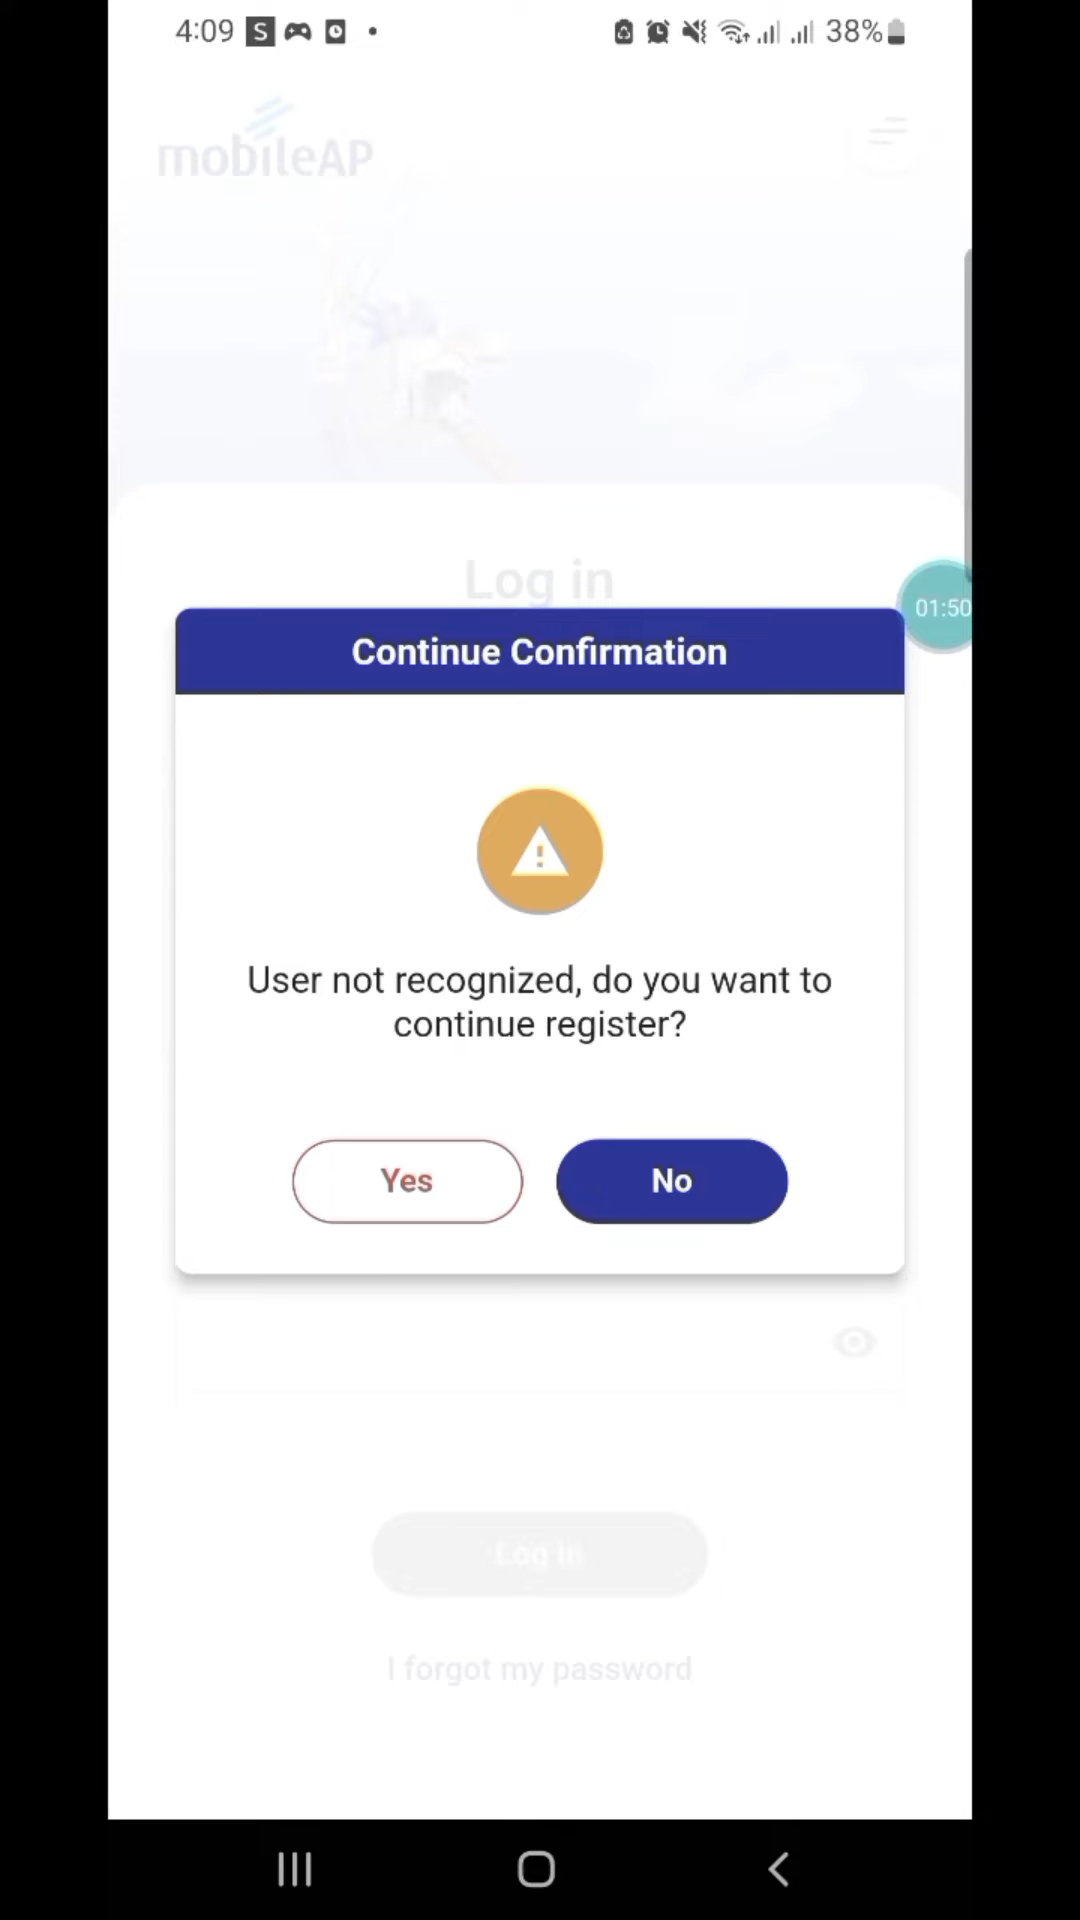 4:09 S 38%
mobileAP
Log in
01:50
Continue Confirmation
User not recognized, do you want to
continue register?
Yes No
Log In
I forgot my password